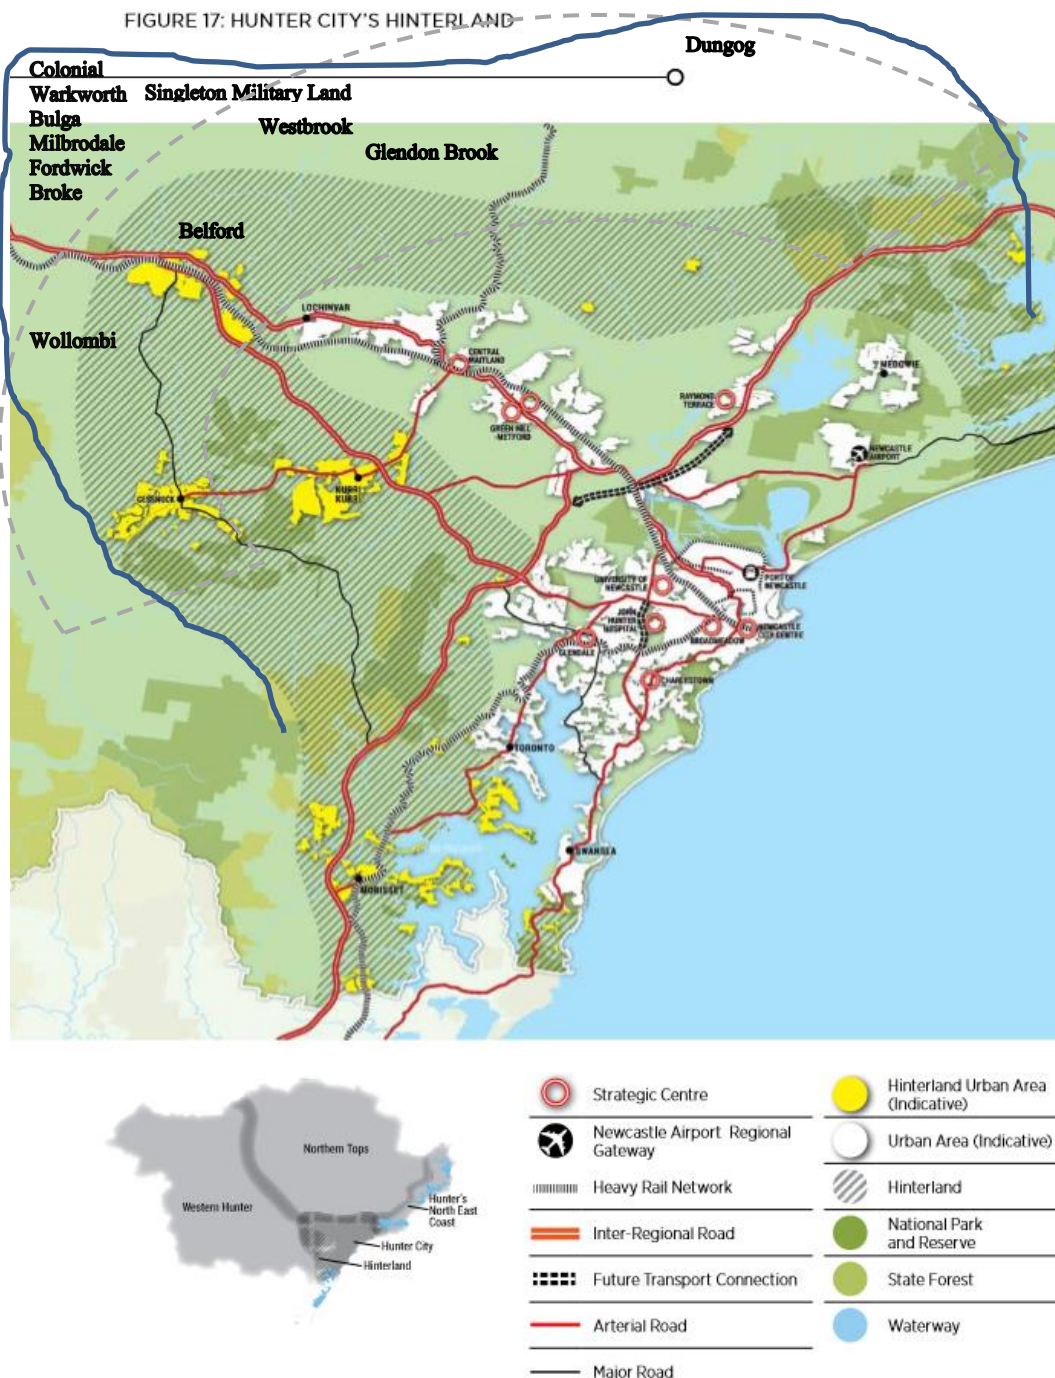 FIGURE 17: HUNTER CITY'S HINTERLAND
Dungog
Colonial
Warkworth
Singleton Military Land
Bulga
Westbrook
Milbrodale
Glendon Brook
Fordwick
Broke
Belford
LOCHINVAR
Wollombi
CENTRAL
MAITLAND
MEDOWIE
RAYMOND
TERRACE
GREEN HILL
-METFORD
NEWCASTLE
AIRPORT
KURRI
KURRI
CESSNOCK
UNIVERSITY OF
NEWCASTLE
PORT OF
NEWCASTLE
JOHN
HUNTER
HOSPITAL
NEWCASTLE
CITY CENTRE
BROADMEADOW
GLENDALE
CHARLESTOWN
TORONTO
SWANSEA
MORISSET
Northern Tops
Western Hunter
Hunter's
North East
Coast
Hunter City
Hinterland
Strategic Centre
Newcastle Airport Regional
Gateway
Heavy Rail Network
Inter-Regional Road
Future Transport Connection
Arterial Road
Major Road
Hinterland Urban Area
(Indicative)
Urban Area (Indicative)
Hinterland
National Park
and Reserve
State Forest
Waterway